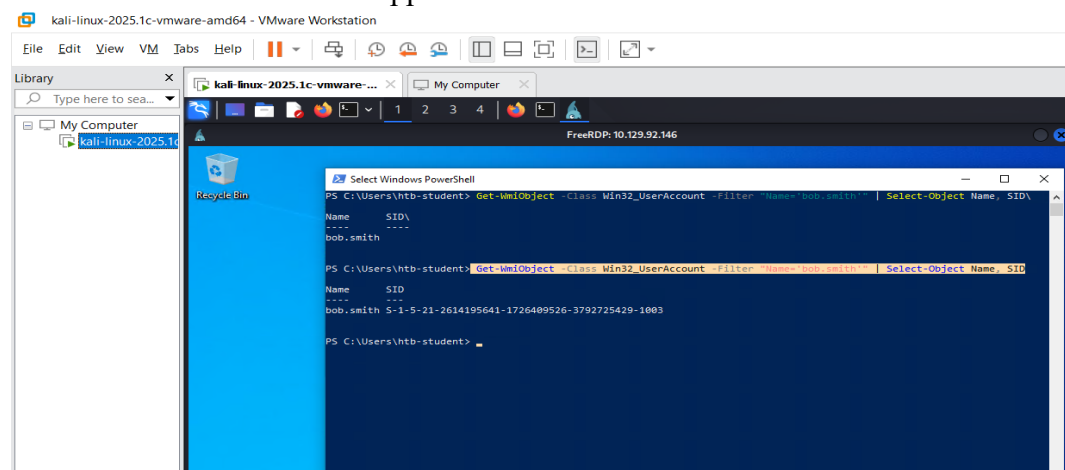 kali-linux-2025.1c-vmware-amd64 - VMware Workstation
File Edit View VM Tabs Help
Library
kali-linux-2025.1c-vmware-...
My Computer
Type here to sea...
1 2 3 4
My Computer
kali-linux-2025.1c
FreeRDP: 10.129.92.146
Recycle Bin
Select Windows PowerShell
PS C:\Users\htb-student> Get-WmiObject -Class Win32_UserAccount -Filter "Name='bob.smith'" | Select-Object Name, SID\
Name SID\
---- ----
bob.smith
PS C:\Users\htb-student> Get-WmiObject -Class Win32_UserAccount -Filter "Name='bob.smith'" | Select-Object Name, SID
Name SID
---- ---
bob.smith S-1-5-21-2614195641-1726409526-3792725429-1003
PS C:\Users\htb-student>